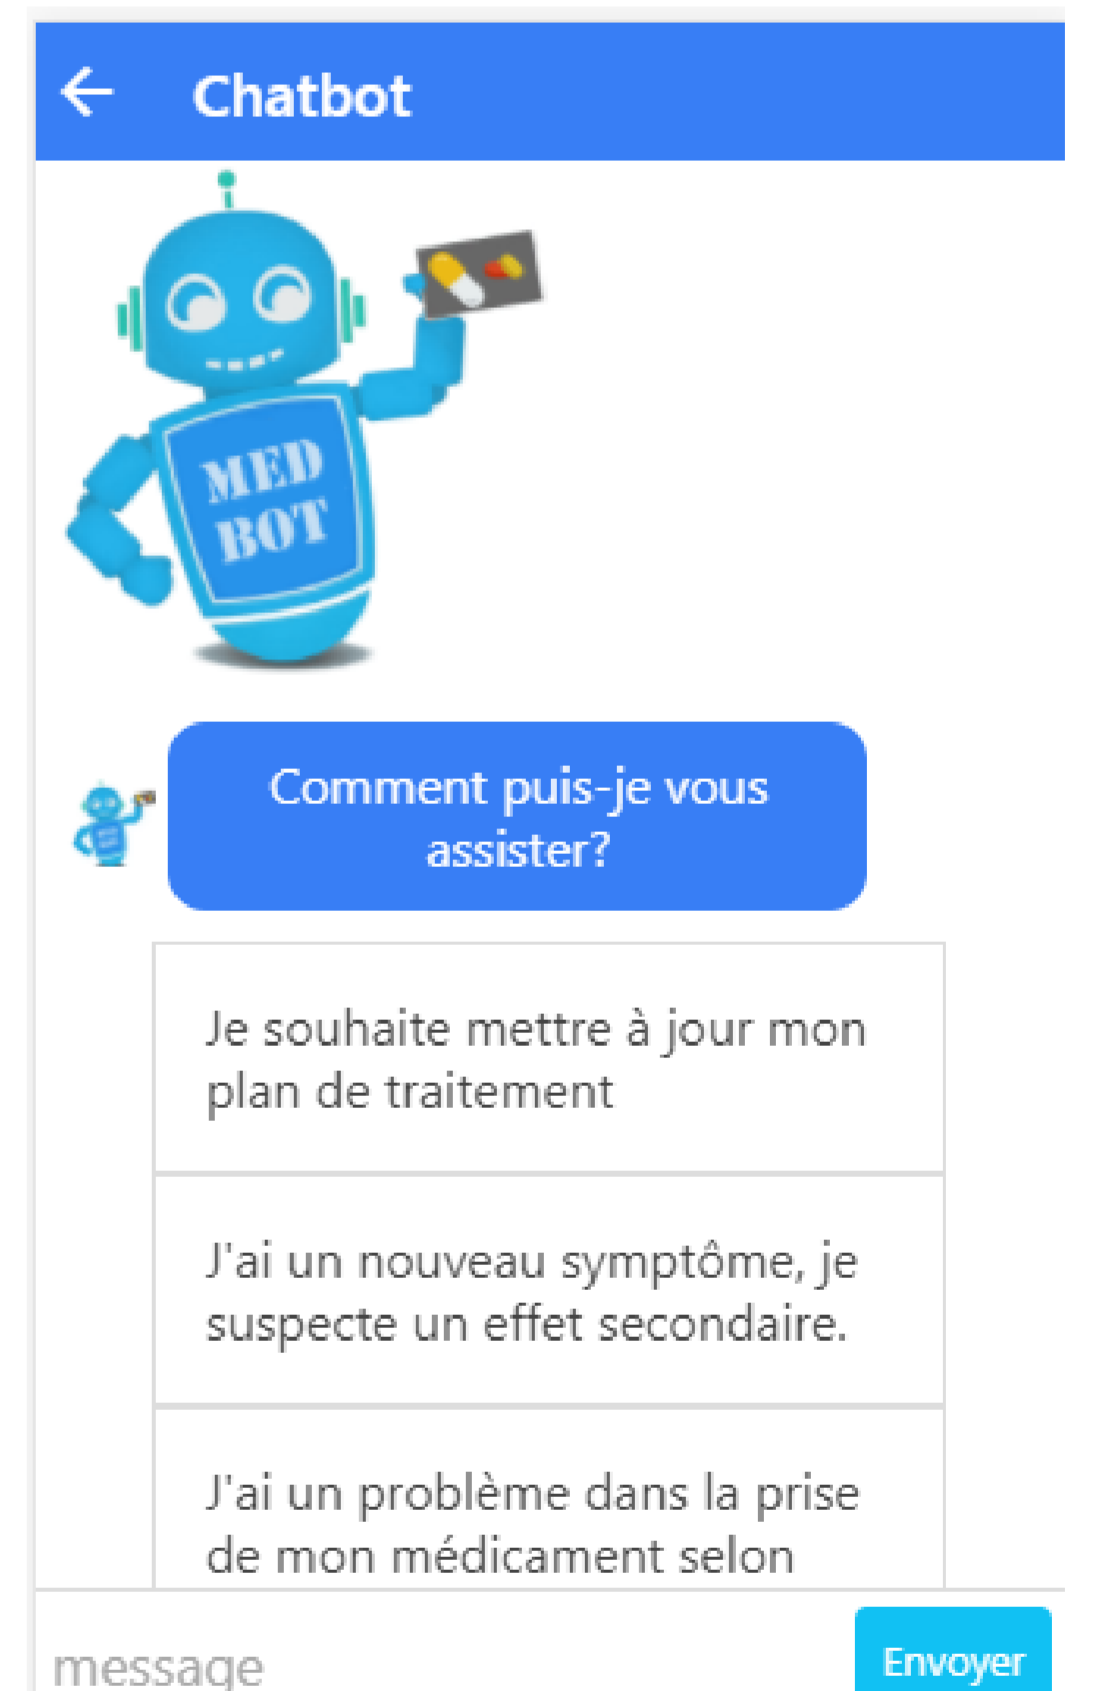 Chatbot
MED
BOT
Comment puis-je vous
assister?
Je souhaite mettre à jour mon
plan de traitement
J'ai un nouveau symptôme, je
suspecte un effet secondaire.
J'ai un problème dans la prise
de mon médicament selon
message
Envoyer